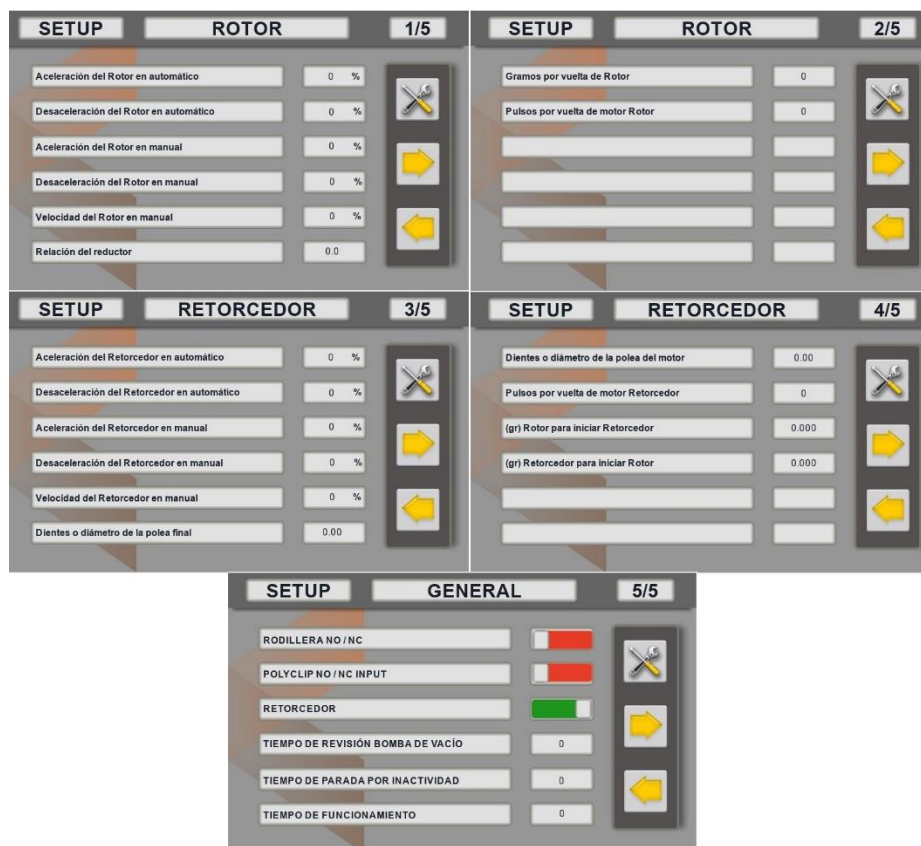 SETUP ROTOR 1/5
Aceleración del Rotor en automático 0 %
Desaceleración del Rotor en automático 0 %
Aceleración del Rotor en manual 0 %
Desaceleración del Rotor en manual 0 %
Velocidad del Rotor en manual 0 %
Relación del reductor 0.0
SETUP ROTOR 2/5
Gramos por vuelta de Rotor 0
Pulsos por vuelta de motor Rotor 0
SETUP RETORCEDOR 3/5
Aceleración del Retorcedor en automático 0 %
Desaceleración del Retorcedor en automático 0 %
Aceleración del Retorcedor en manual 0 %
Desaceleración del Retorcedor en manual 0 %
Velocidad del Retorcedor en manual 0 %
Dientes o diámetro de la polea final 0.00
SETUP RETORCEDOR 4/5
Dientes o diámetro de la polea del motor 0.00
Pulsos por vuelta de motor Retorcedor 0
(gr) Rotor para iniciar Retorcedor 0.000
(gr) Retorcedor para iniciar Rotor 0.000
SETUP GENERAL 5/5
RODILLERA NO / NC
POLYCLIP NO / NC INPUT
RETORCEDOR
TIEMPO DE REVISIÓN BOMBA DE VACÍO 0
TIEMPO DE PARADA POR INACTIVIDAD 0
TIEMPO DE FUNCIONAMIENTO 0